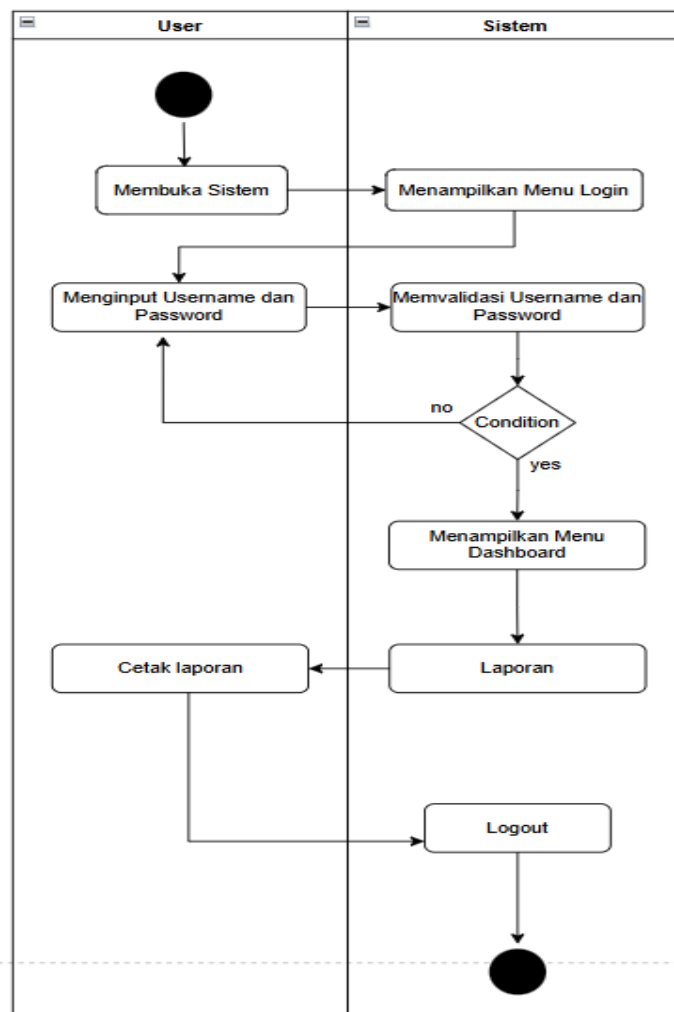 User
Sistem
Membuka Sistem
Menampilkan Menu Login
Menginput Username dan
Password
Memvalidasi Username dan
Password
no
Condition
yes
Menampilkan Menu
Dashboard
Cetak laporan
Laporan
Logout